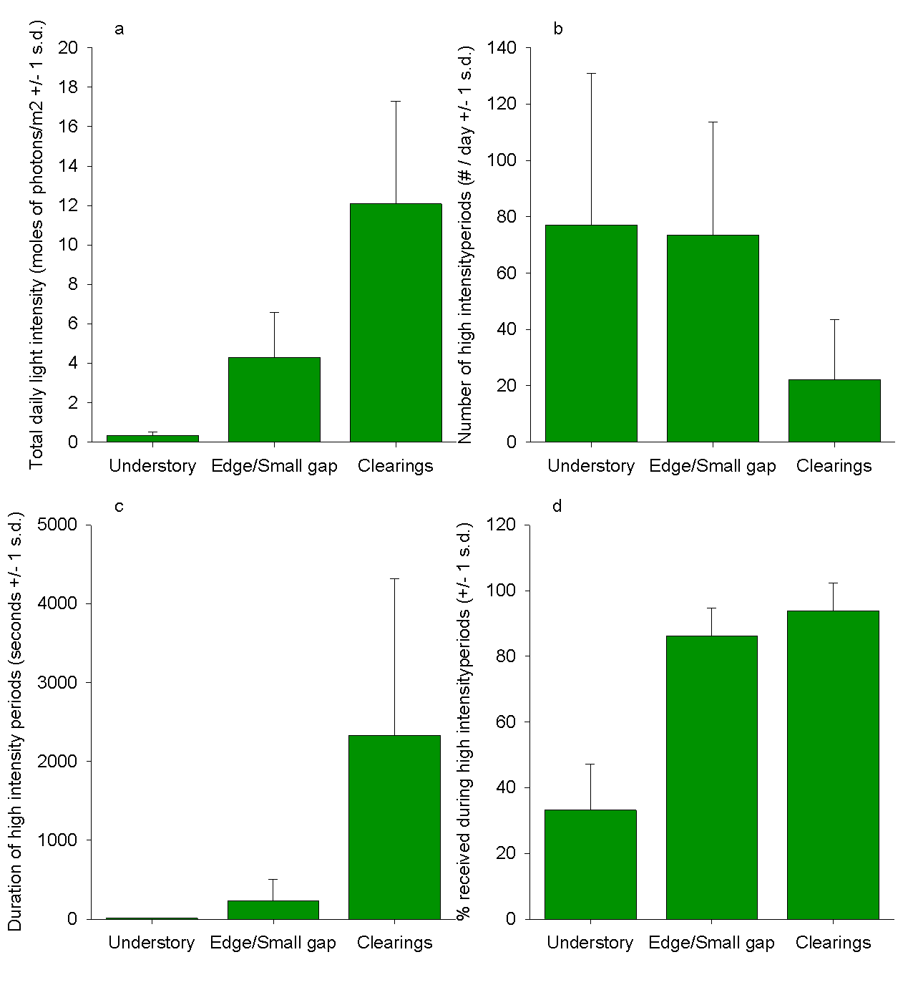 a
Total daily light intensity (moles of photons/m2 +/- 1 s.d.)
20
18
16
14
12
10
8
6
4
2
0
Understory Edge/Small gap Clearings
b
Number of high intensityperiods (# / day +/- 1 s.d.)
140
120
100
80
60
40
20
0
Understory Edge/Small gap Clearings
c
Duration of high intensity periods (seconds +/- 1 s.d.)
5000
4000
3000
2000
1000
0
Understory Edge/Small gap Clearings
d
% received during high intensityperiods (+/- 1 s.d.)
120
100
80
60
40
20
0
Understory Edge/Small gap Clearings